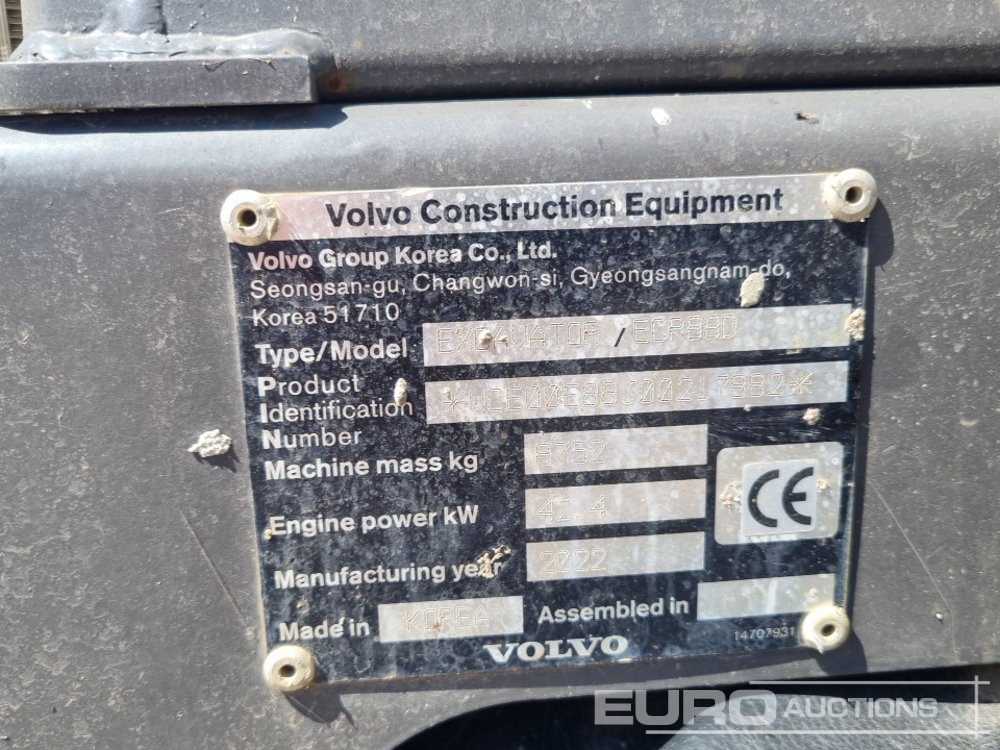 Volvo Construction Equipment
Volvo Group Korea Co., Ltd.
Seongsan-gu, Changwon-si, Gyeongsangnam-do,
Korea 51710
Type/Model EXCAVATOR / ECR88D
Product
Identification *VCE0E88J00217982*
Number
Machine mass kg 8752
Engine power kW 42.4
Manufacturing year 2022
Made in KOREA Assembled in
VOLVO 14707931
CE
EURO AUCTIONS